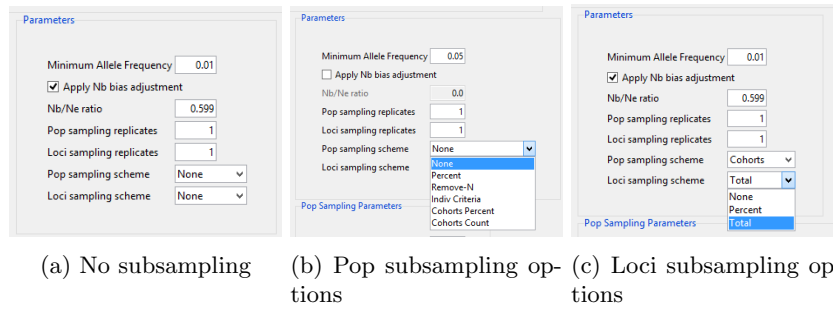 Parameters
Minimum Allele Frequency 0.01
Apply Nb bias adjustment
Nb/Ne ratio 0.599
Pop sampling replicates 1
Loci sampling replicates 1
Pop sampling scheme None
Loci sampling scheme None
(a) No subsampling
Parameters
Minimum Allele Frequency 0.05
Apply Nb bias adjustment
Nb/Ne ratio 0.0
Pop sampling replicates 1
Loci sampling replicates 1
Pop sampling scheme None
Loci sampling scheme None
Percent
Remove-N
Indiv Criteria
Cohorts Percent
Cohorts Count
Pop Sampling Parameters
(b) Pop subsampling op-
tions
Parameters
Minimum Allele Frequency 0.01
Apply Nb bias adjustment
Nb/Ne ratio 0.599
Pop sampling replicates 1
Loci sampling replicates 1
Pop sampling scheme Cohorts
Loci sampling scheme Total
None
Percent
Total
Pop Sampling Parameters
(c) Loci subsampling op
tions